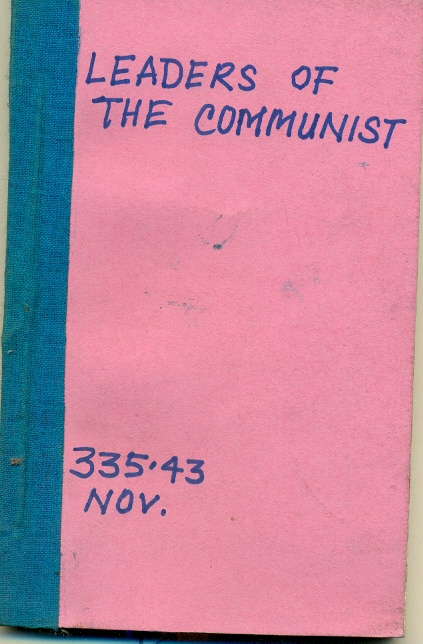 LEADERS OF
THE COMMUNIST
335.43
NOV.